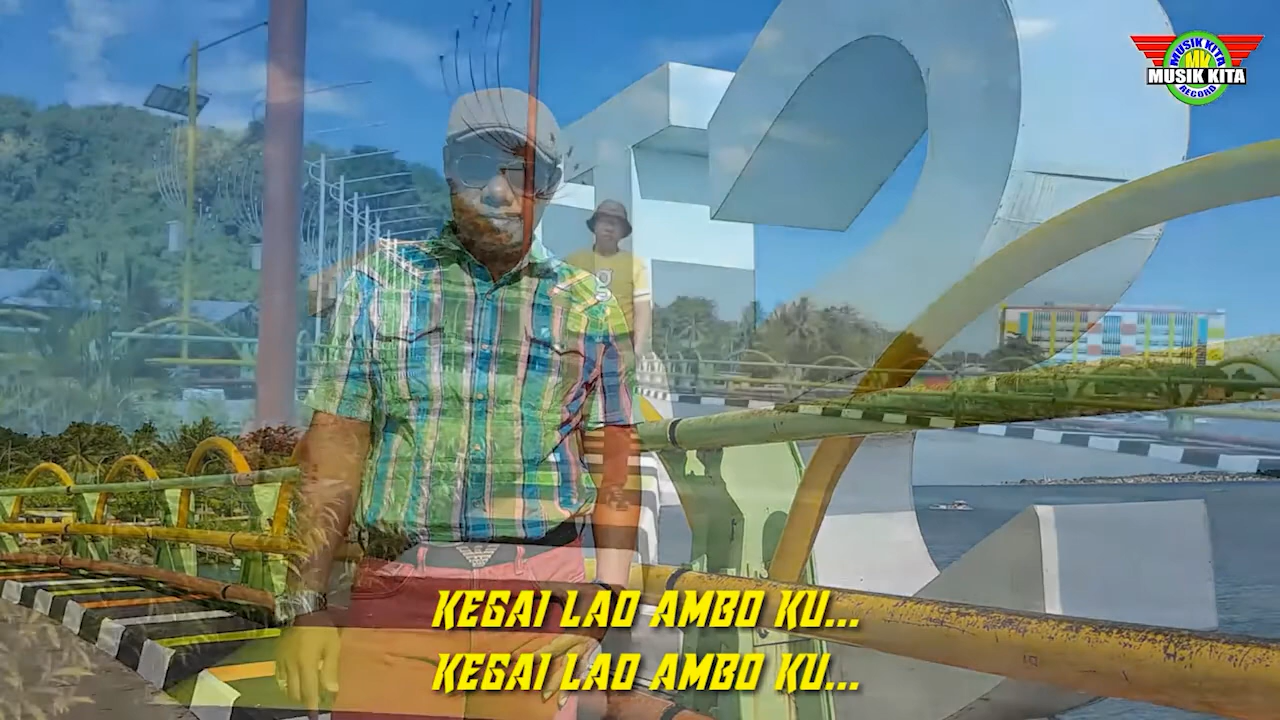 MUSIK KITA
MK
MUSIK KITA
RECORD
g
KEGAI LAO AMBO KU...
KEGAI LAO AMBO KU...